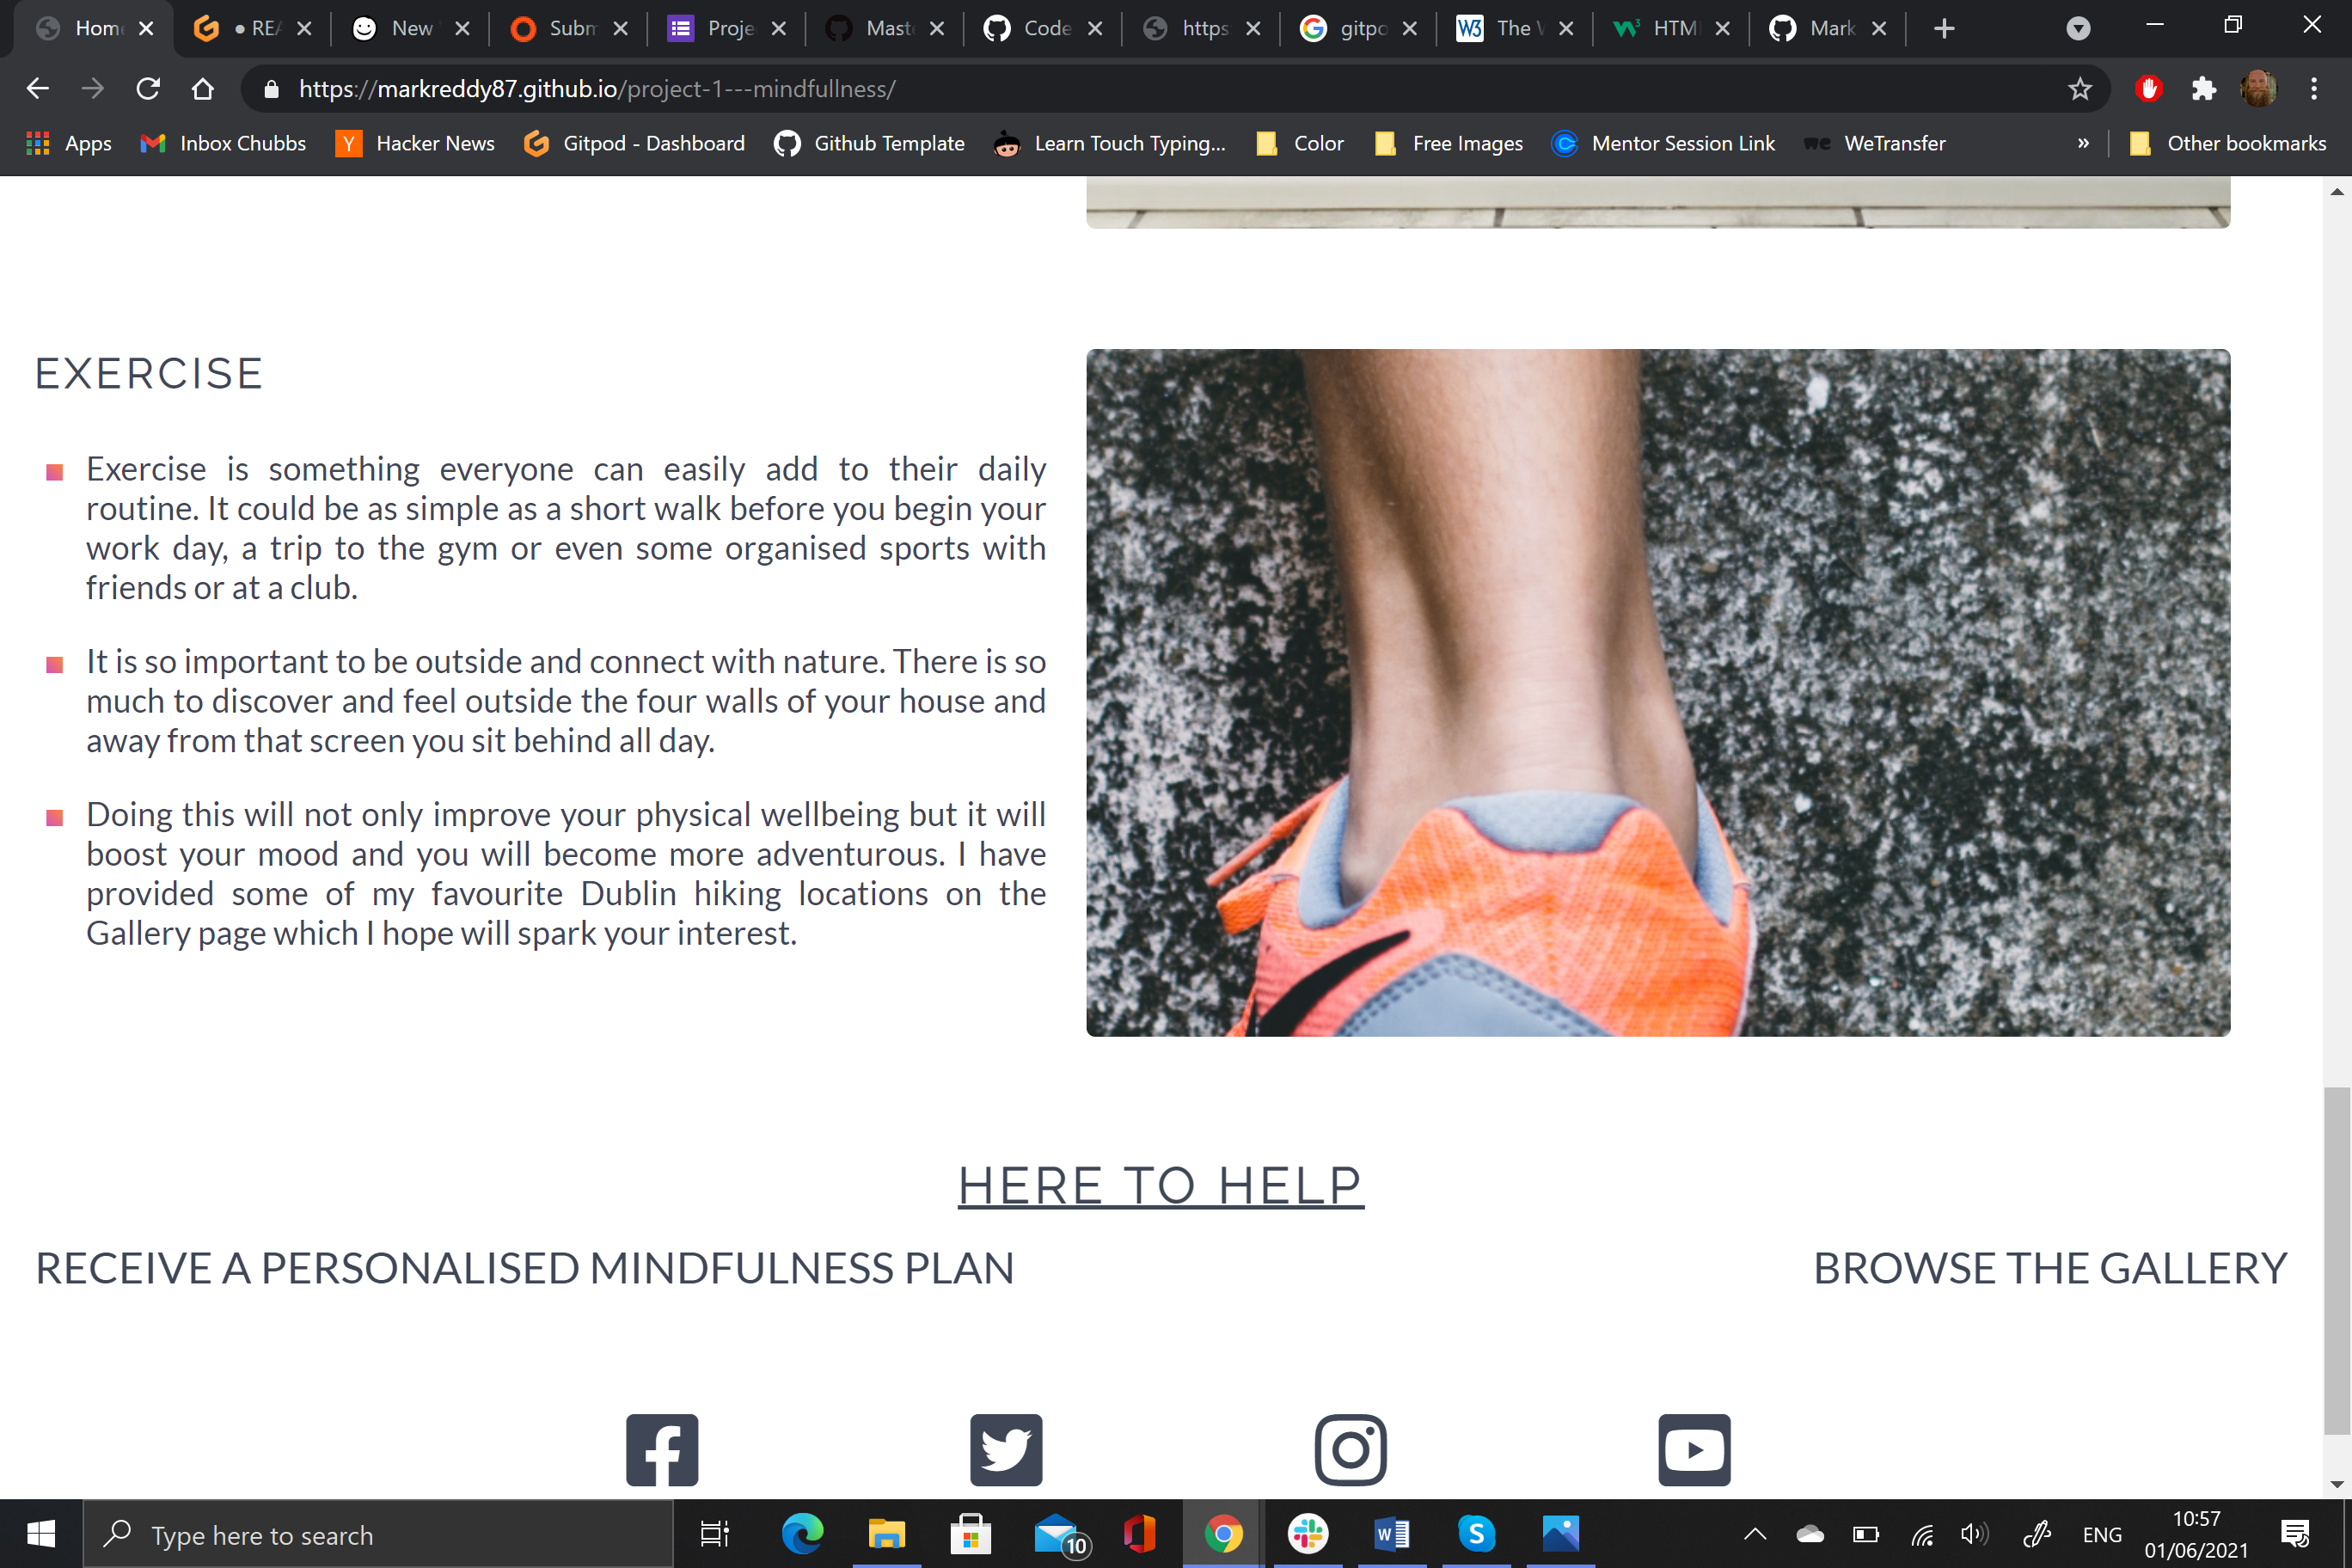 Home
REA
New
Subm
Proje
Maste
Code
https
gitpo
The
HTM
Mark
https://markreddy87.github.io/project-1---mindfullness/
Apps
Inbox Chubbs
Hacker News
Gitpod - Dashboard
Github Template
Learn Touch Typing...
Color
Free Images
Mentor Session Link
WeTransfer
»
Other bookmarks
EXERCISE
Exercise is something everyone can easily add to their daily
routine. It could be as simple as a short walk before you begin your
work day, a trip to the gym or even some organised sports with
friends or at a club.
It is so important to be outside and connect with nature. There is so
much to discover and feel outside the four walls of your house and
away from that screen you sit behind all day.
Doing this will not only improve your physical wellbeing but it will
boost your mood and you will become more adventurous. I have
provided some of my favourite Dublin hiking locations on the
Gallery page which I hope will spark your interest.
HERE TO HELP
RECEIVE A PERSONALISED MINDFULNESS PLAN
BROWSE THE GALLERY
Type here to search
10
ENG
10:57
01/06/2021